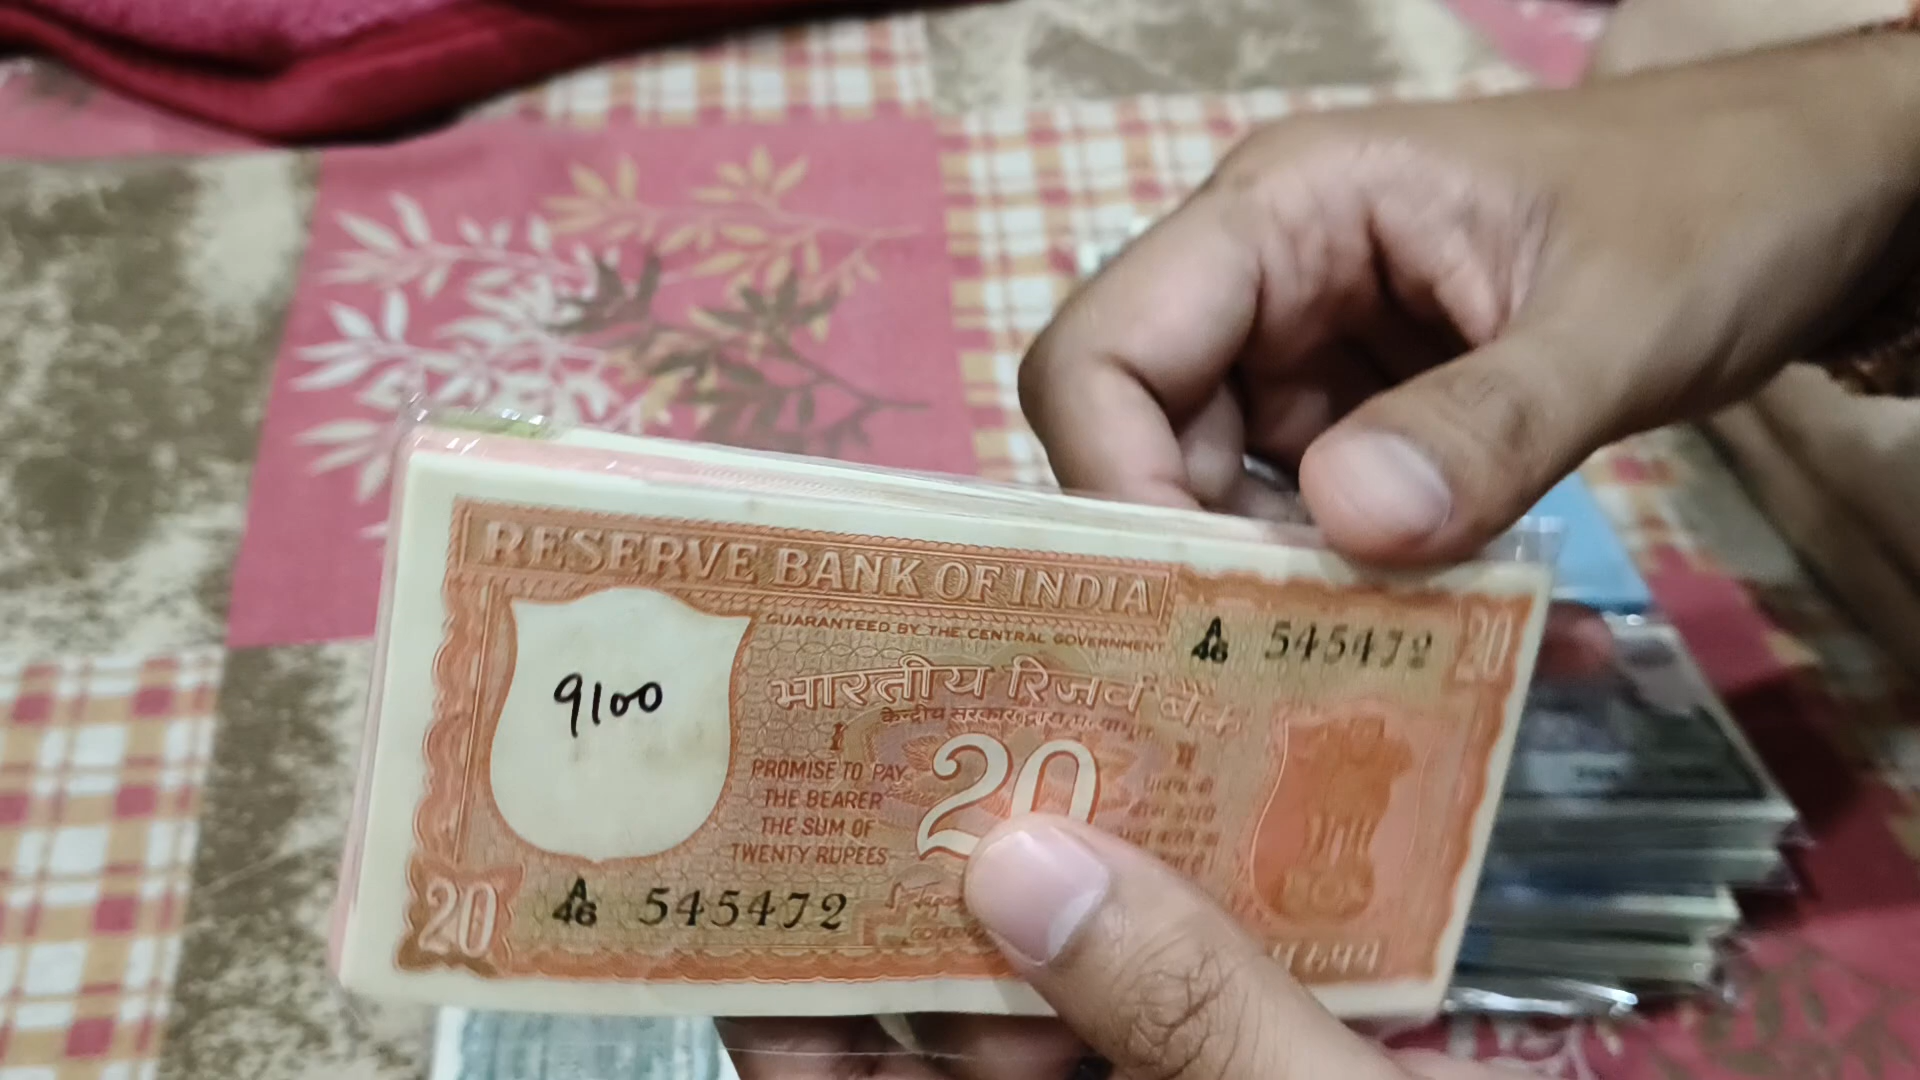 RESERVE BANK OF INDIA
GUARANTEED BY THE CENTRAL GOVERNMENT
A
46 545472
20
भारतीय रिज़र्व बैंक
9100
I
PROMISE TO PAY
THE BEARER
THE SUM OF
TWENTY RUPEES
20
20
A
46 545472